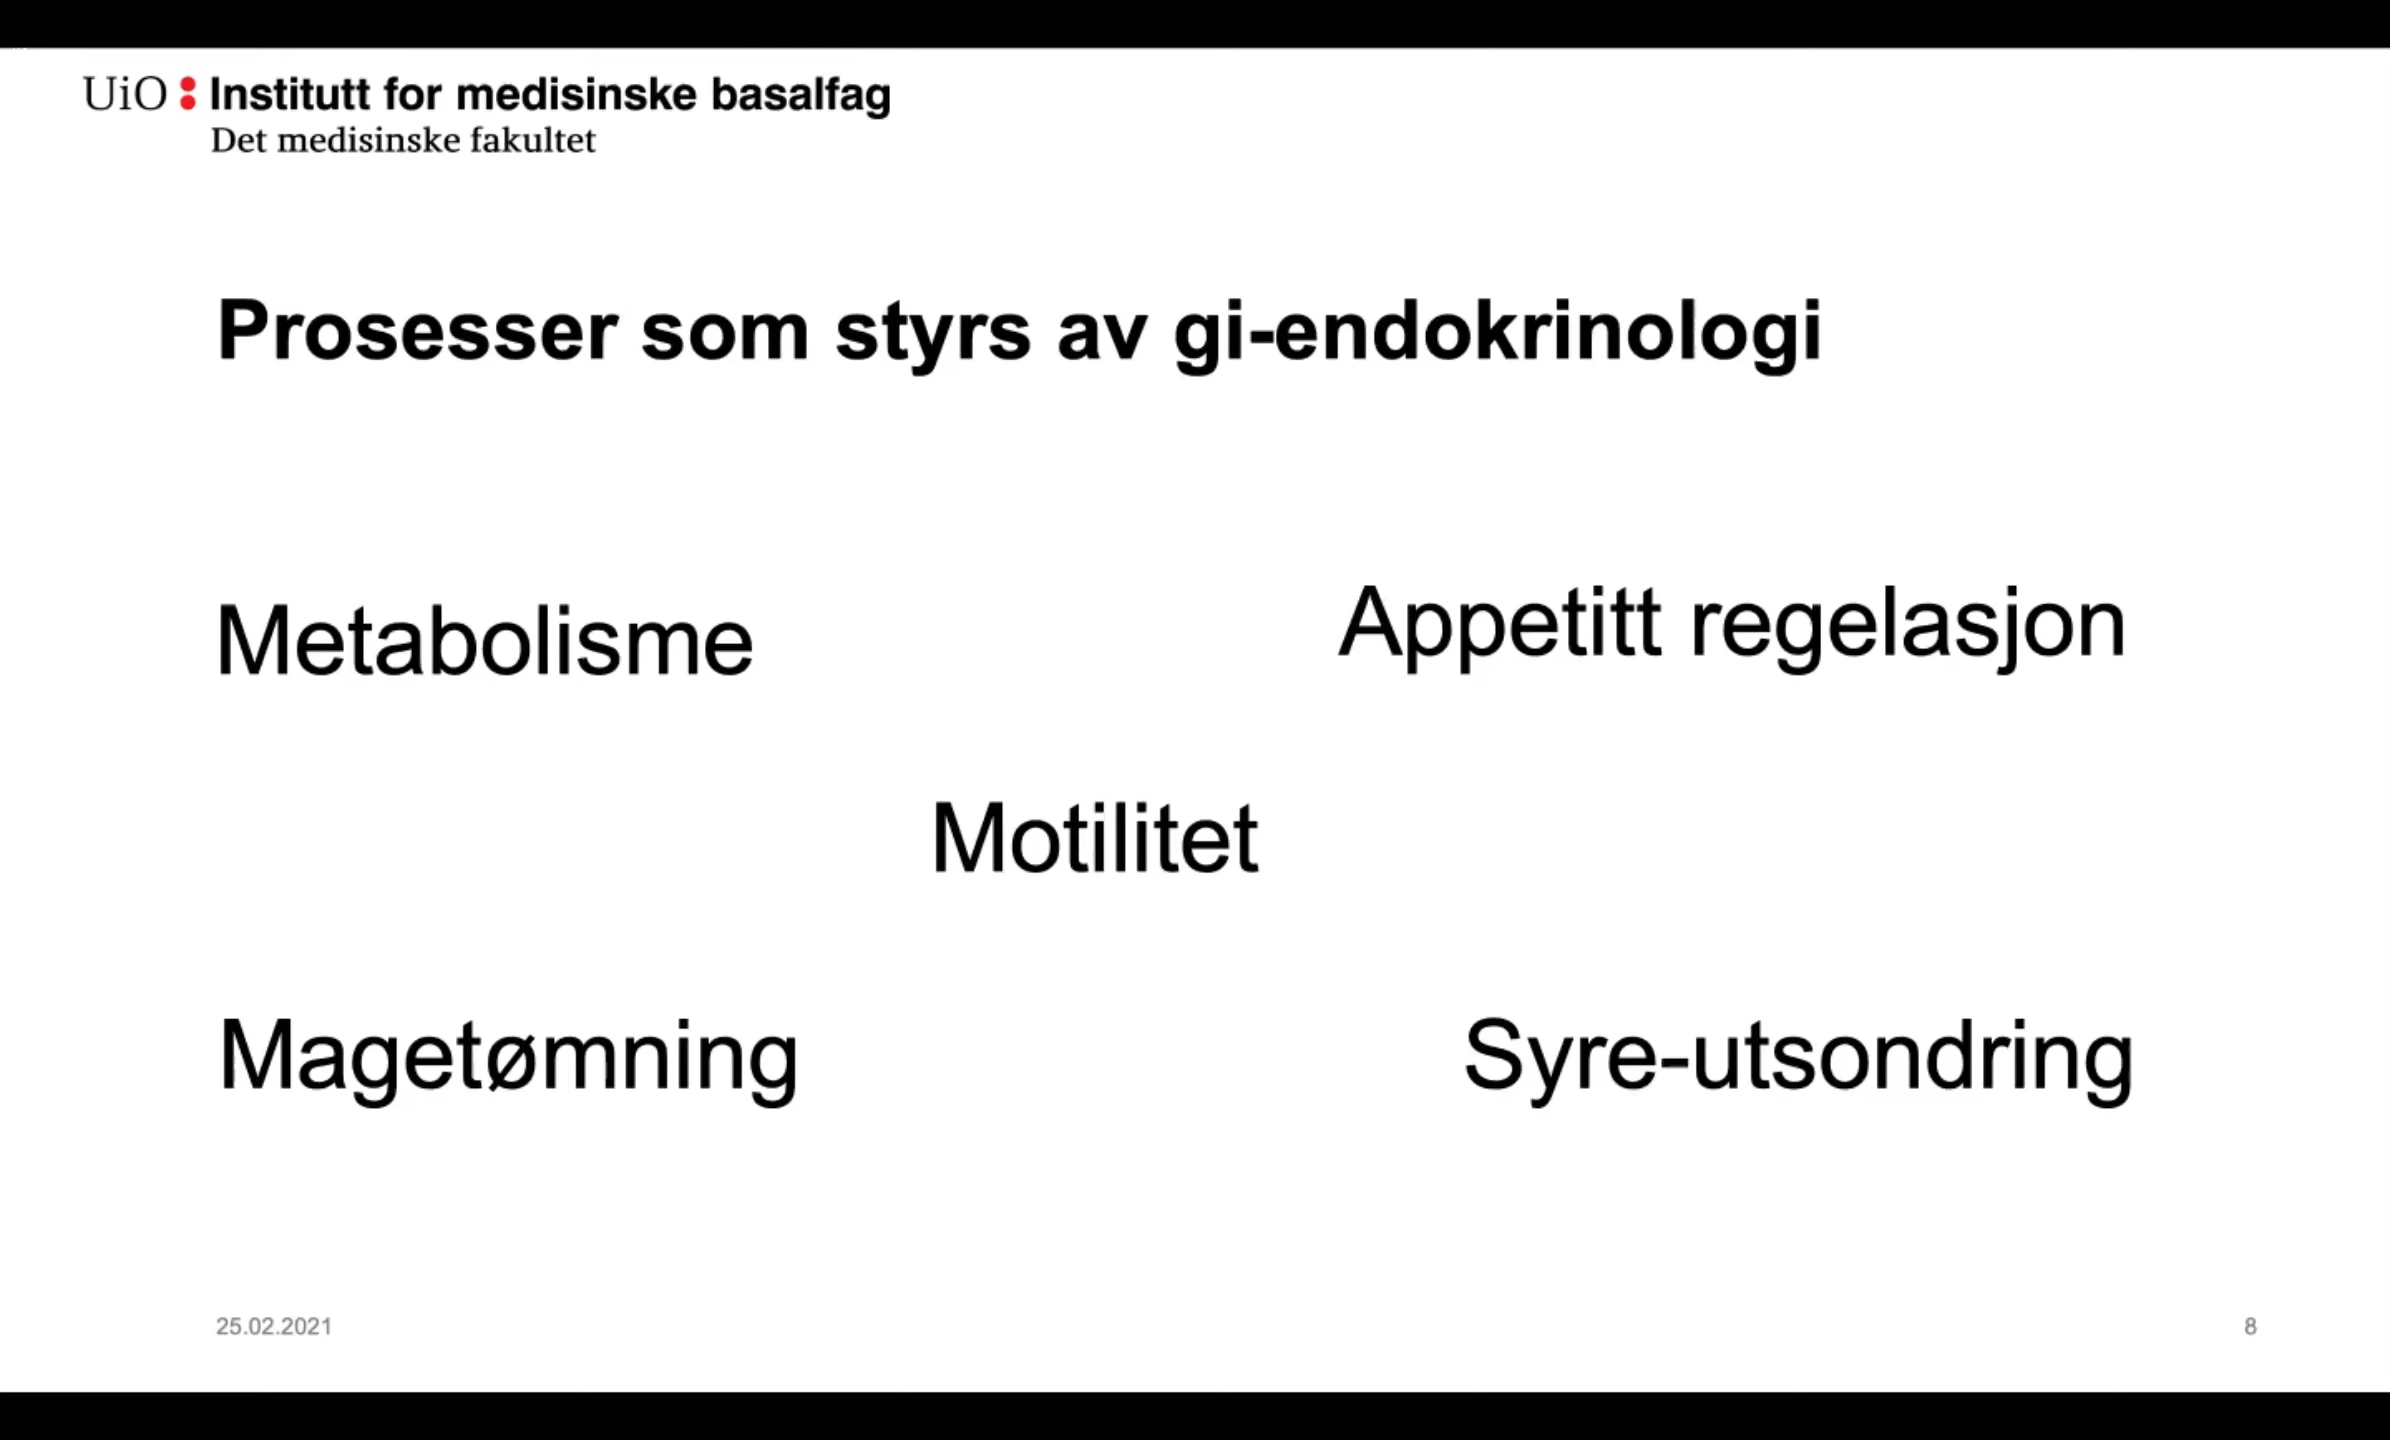 UiO : Institutt for medisinske basalfag
Det medisinske fakultet
Prosesser som styrs av gi-endokrinologi
Metabolisme
Appetitt regelasjon
Motilitet
Magetømning
Syre-utsondring
25.02.2021
8